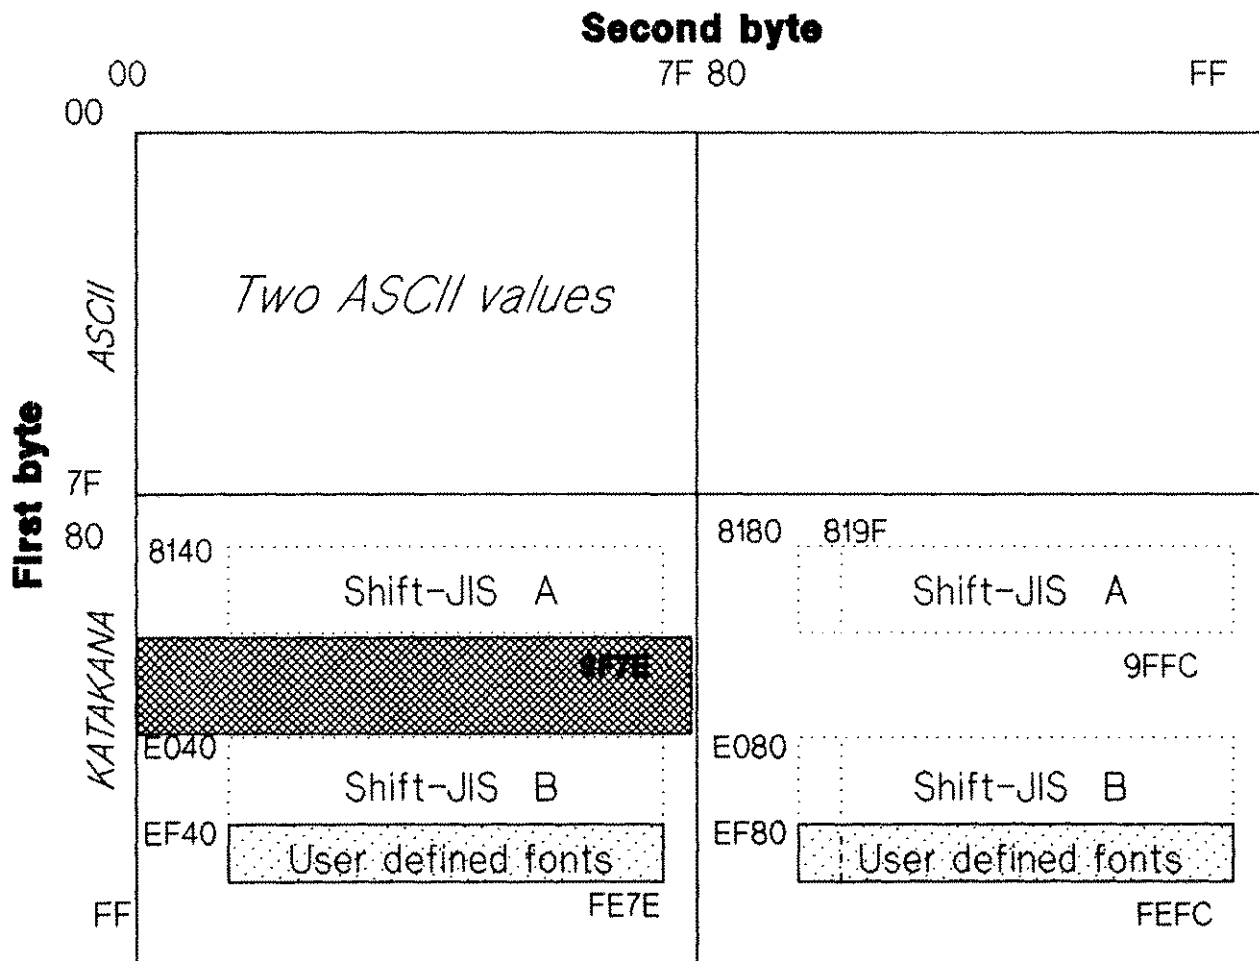 Second byte
00 7F 80 FF
00
Two ASCII values
ASCII
First byte
7F
80
8140 8180 819F
Shift-JIS A Shift-JIS A
9F7E 9FFC
KATAKANA
E040 E080
Shift-JIS B Shift-JIS B
EF40 EF80
User defined fonts User defined fonts
FE7E FEFC
FF